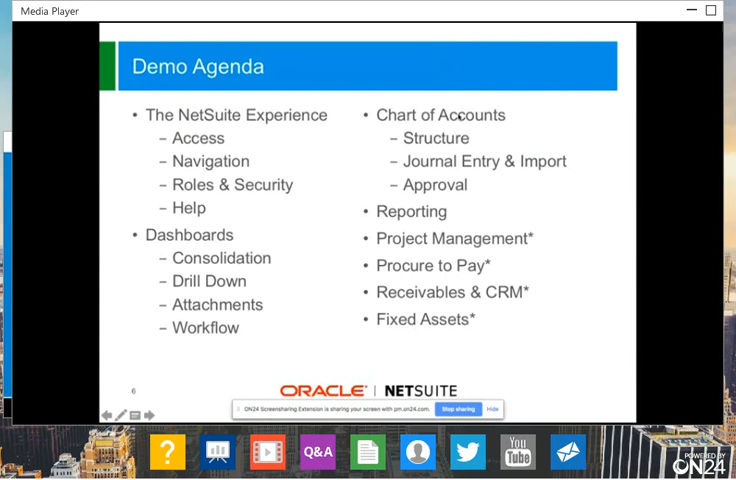 Media Player
Demo Agenda
• The NetSuite Experience
– Access
– Navigation
– Roles & Security
– Help
• Dashboards
– Consolidation
– Drill Down
– Attachments
– Workflow
• Chart of Accounts
– Structure
– Journal Entry & Import
– Approval
• Reporting
• Project Management*
• Procure to Pay*
• Receivables & CRM*
• Fixed Assets*
6
ORACLE | NETSUITE
ON24 Screensharing Extension is sharing your screen with pm.on24.com.
Stop sharing
Hide
?
Q&A
You
Tube
POWERED BY
ON24